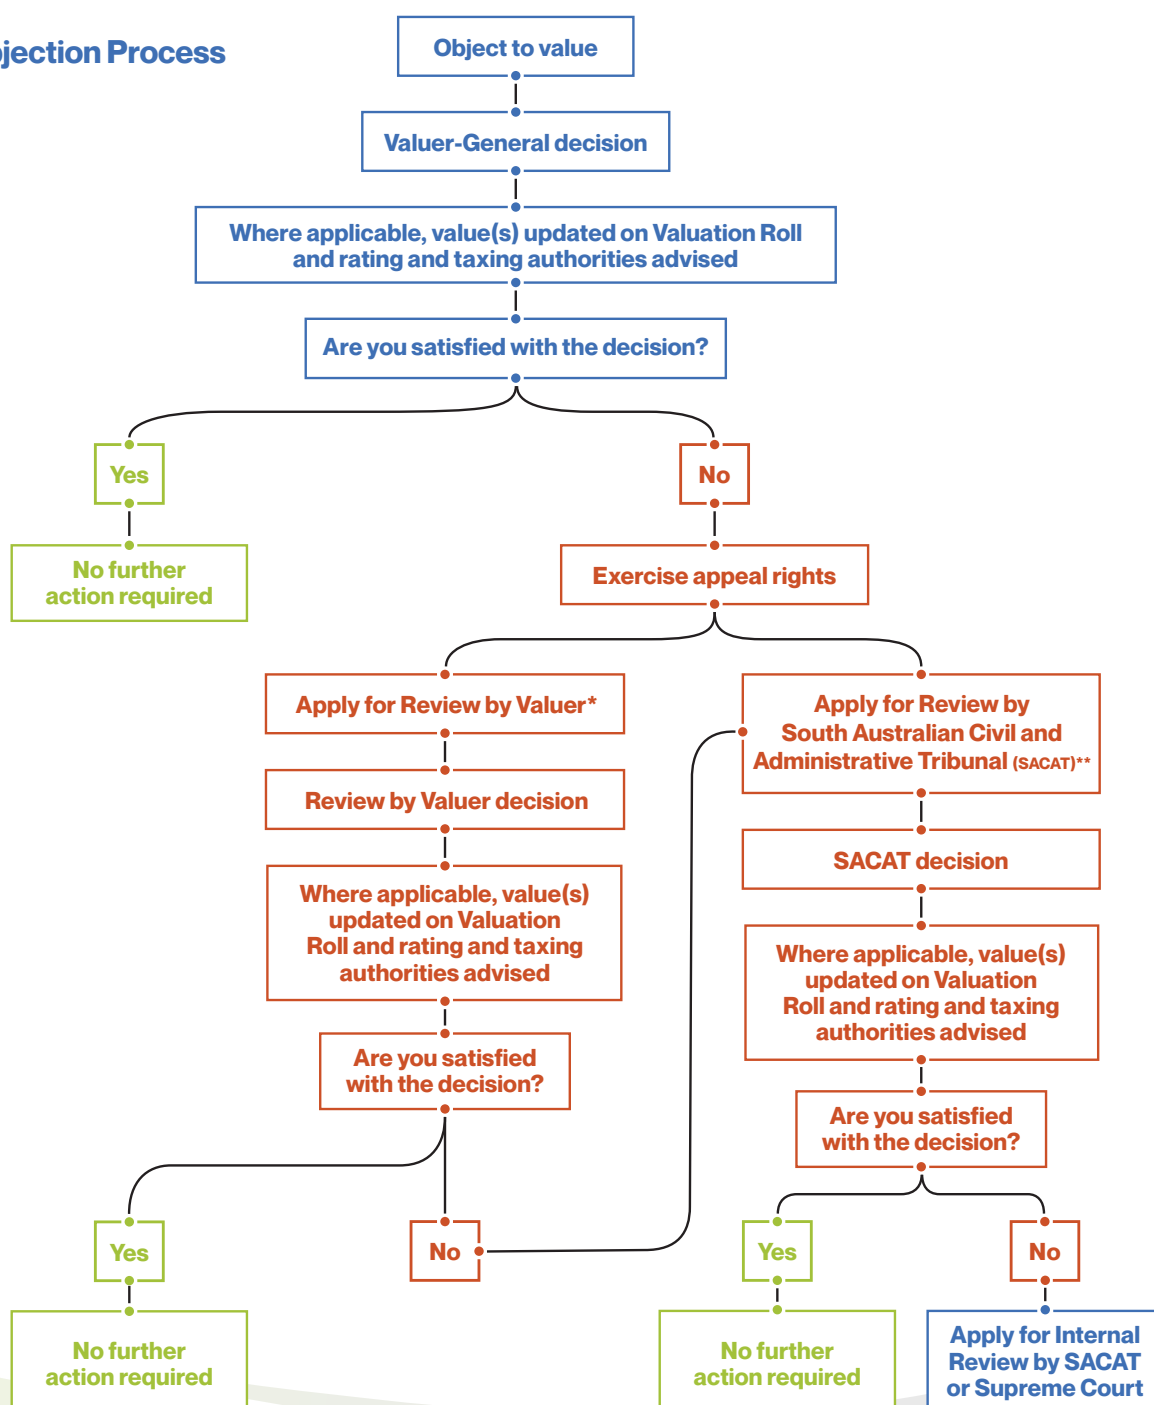 jection Process
Object to value
Valuer-General decision
Where applicable, value(s) updated on Valuation Roll
and rating and taxing authorities advised
Are you satisfied with the decision?
Yes
No
No further
action required
Exercise appeal rights
Apply for Review by Valuer*
Review by Valuer decision
Where applicable, value(s)
updated on Valuation
Roll and rating and taxing
authorities advised
Are you satisfied
with the decision?
Yes
No
No further
action required
Apply for Review by
South Australian Civil and
Administrative Tribunal (SACAT)**
SACAT decision
Where applicable, value(s)
updated on Valuation
Roll and rating and taxing
authorities advised
Are you satisfied
with the decision?
Yes
No
No further
action required
Apply for Internal
Review by SACAT
or Supreme Court